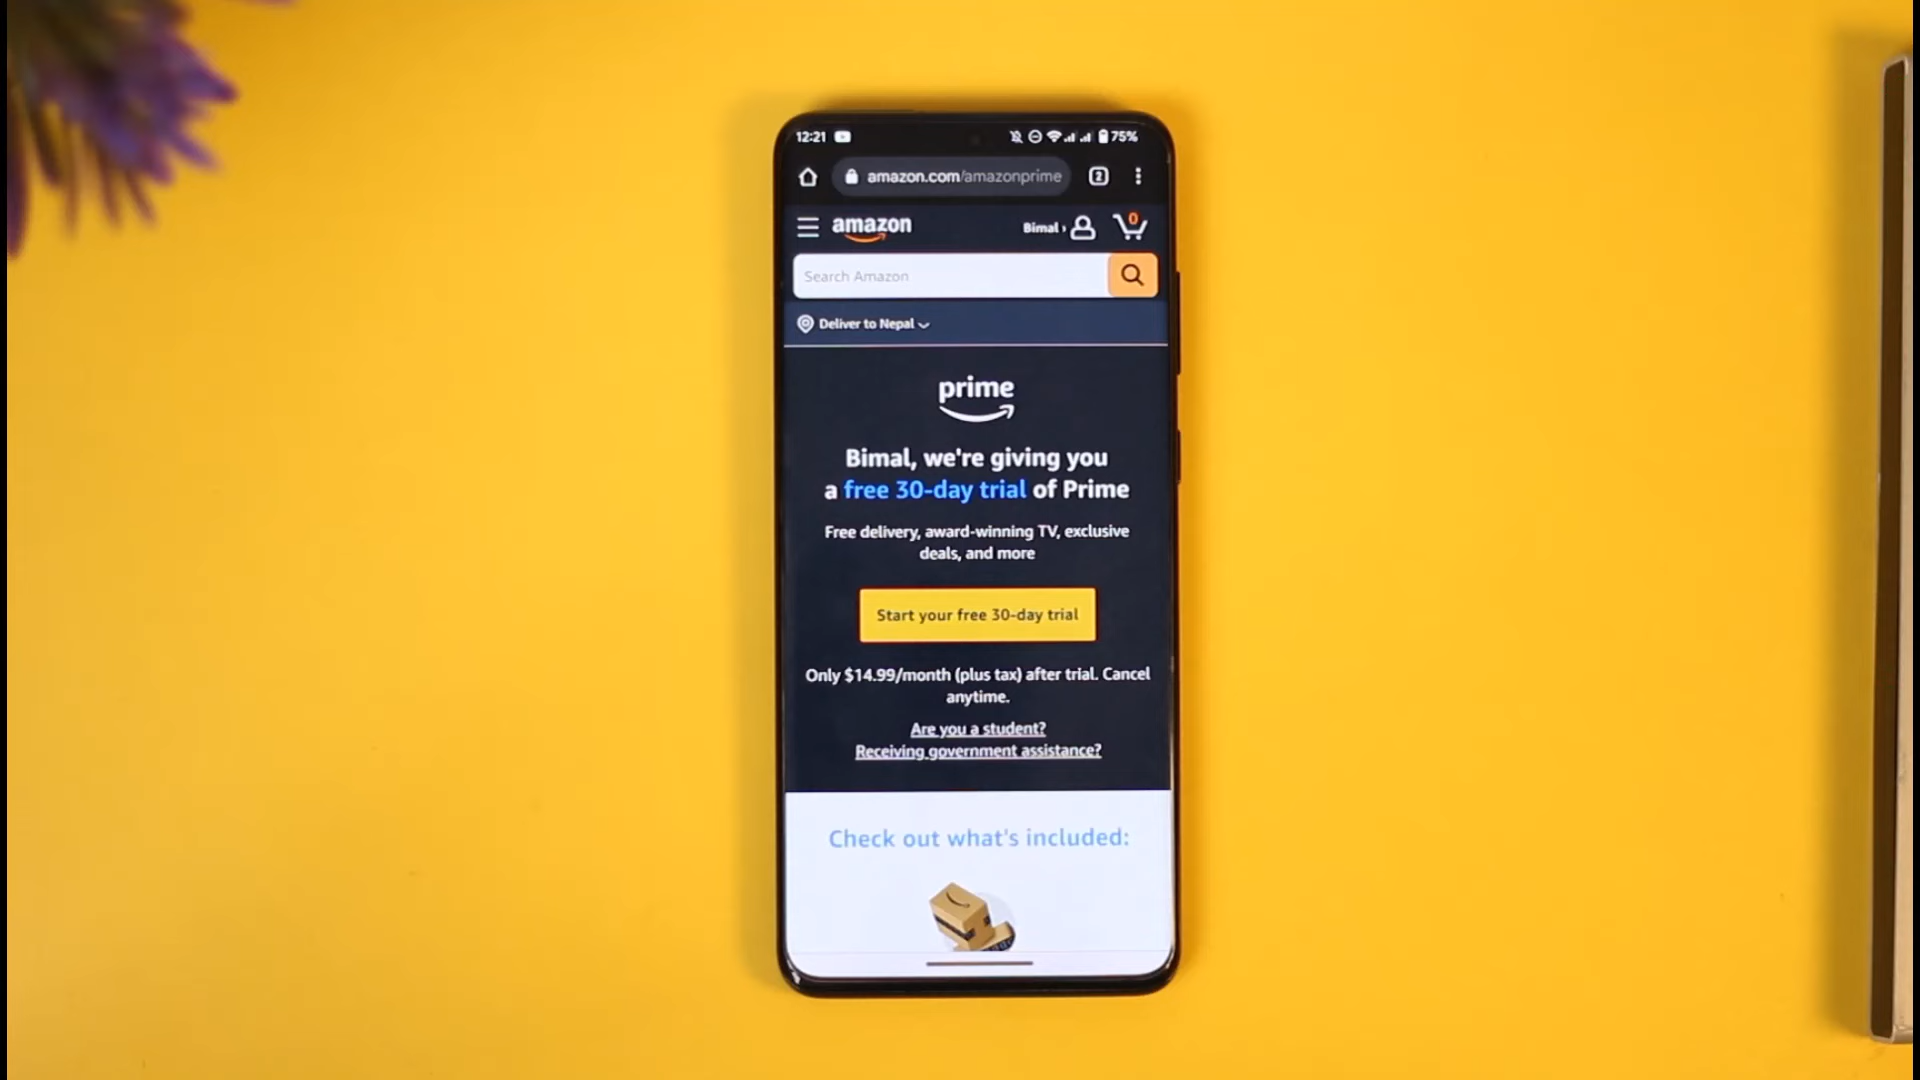 12:21 75%
amazon.com/amazonprime 2
amazon Bimal › 0
Search Amazon
Deliver to Nepal
prime
Bimal, we're giving you
a free 30-day trial of Prime
Free delivery, award-winning TV, exclusive
deals, and more
Start your free 30-day trial
Only $14.99/month (plus tax) after trial. Cancel
anytime.
Are you a student?
Receiving government assistance?
Check out what's included: